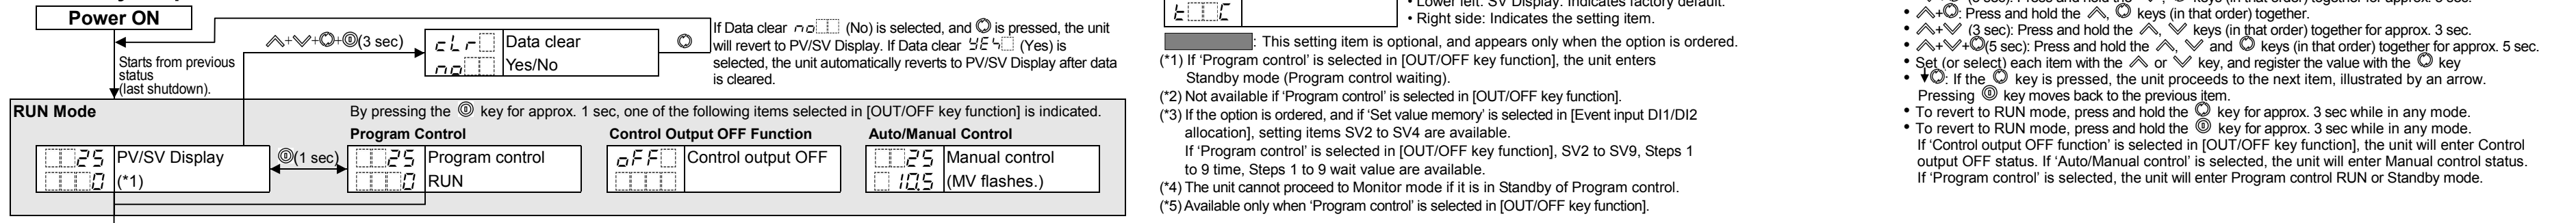 Power ON
Starts from previous
status
(last shutdown).
+ + + (3 sec)
cLr Data clear
no Yes/No
If Data clear no (No) is selected, and is pressed, the unit
will revert to PV/SV Display. If Data clear YES (Yes) is
selected, the unit automatically reverts to PV/SV Display after data
is cleared.
RUN Mode
By pressing the key for approx. 1 sec, one of the following items selected in [OUT/OFF key function] is indicated.
Program Control
Control Output OFF Function
Auto/Manual Control
25 PV/SV Display
0 (*1)
(1 sec)
25 Program control
0 RUN
oFF Control output OFF
25 Manual control
10.5 (MV flashes.)
• Lower left: SV Display: Indicates factory default.
• Right side: Indicates the setting item.
: This setting item is optional, and appears only when the option is ordered.
(*1) If ‘Program control’ is selected in [OUT/OFF key function], the unit enters
Standby mode (Program control waiting).
(*2) Not available if ‘Program control’ is selected in [OUT/OFF key function].
(*3) If the option is ordered, and if ‘Set value memory’ is selected in [Event input DI1/DI2
allocation], setting items SV2 to SV4 are available.
If ‘Program control’ is selected in [OUT/OFF key function], SV2 to SV9, Steps 1
to 9 time, Steps 1 to 9 wait value are available.
(*4) The unit cannot proceed to Monitor mode if it is in Standby of Program control.
(*5) Available only when ‘Program control’ is selected in [OUT/OFF key function].
• + : Press and hold the , keys (in that order) together.
• + (3 sec): Press and hold the , keys (in that order) together for approx. 3 sec.
• + + (5 sec): Press and hold the , and keys (in that order) together for approx. 5 sec.
• Set (or select) each item with the or key, and register the value with the key
• : If the key is pressed, the unit proceeds to the next item, illustrated by an arrow.
Pressing key moves back to the previous item.
• To revert to RUN mode, press and hold the key for approx. 3 sec while in any mode.
• To revert to RUN mode, press and hold the key for approx. 3 sec while in any mode.
If ‘Control output OFF function’ is selected in [OUT/OFF key function], the unit will enter Control
output OFF status. If ‘Auto/Manual control’ is selected, the unit will enter Manual control status.
If ‘Program control’ is selected, the unit will enter Program control RUN or Standby mode.